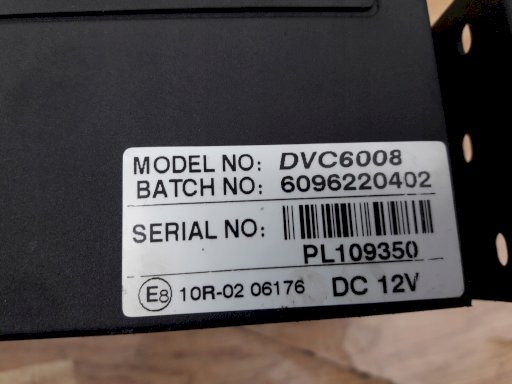 MODEL NO: DVC6008
BATCH NO: 6096220402
SERIAL NO:
PL109350
E8 10R-02 06176 DC 12V